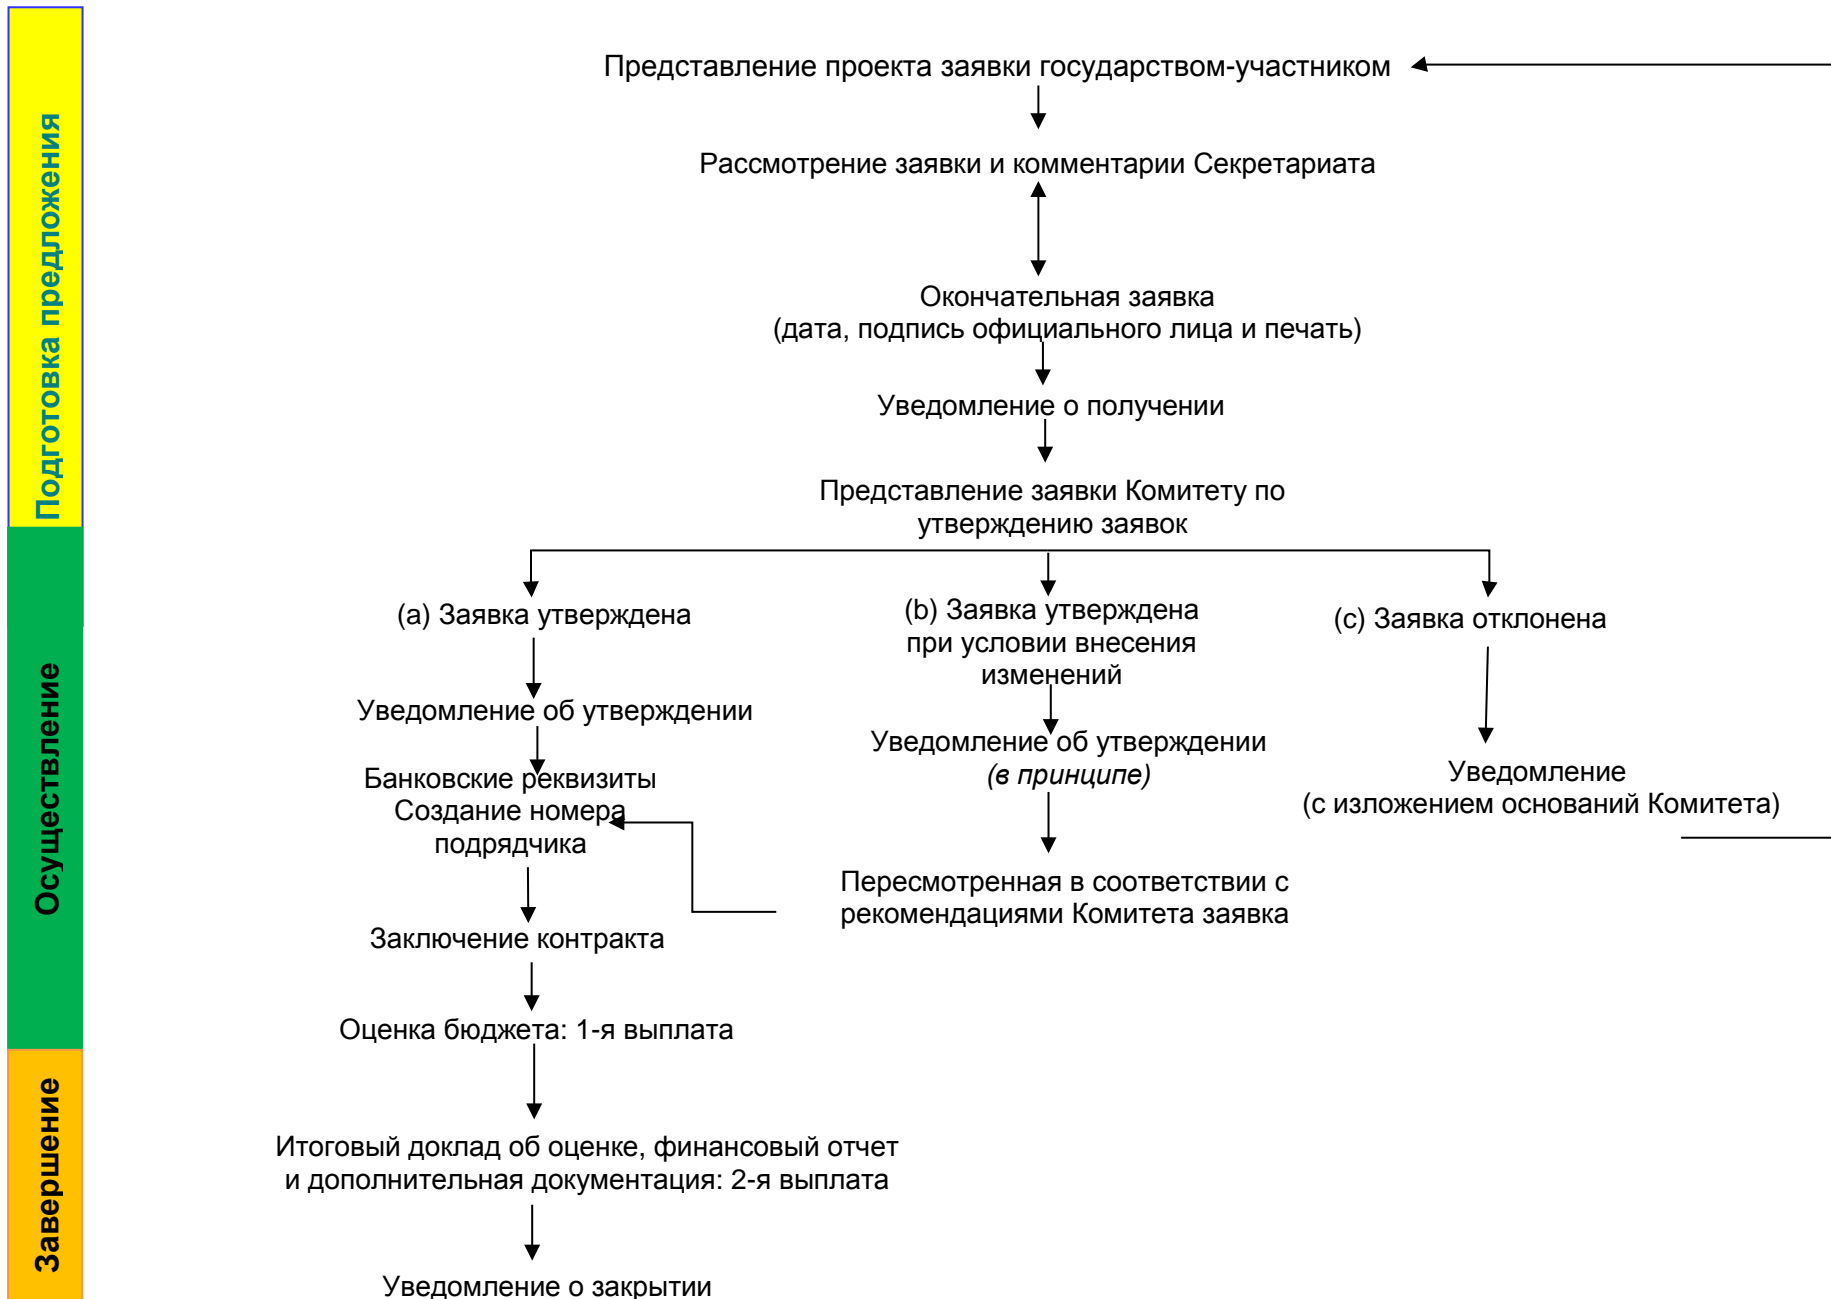 Подготовка предложения
Представление проекта заявки государством-участником
Рассмотрение заявки и комментарии Секретариата
Окончательная заявка
(дата, подпись официального лица и печать)
Уведомление о получении
Представление заявки Комитету по
утверждению заявок
Осуществление
(a) Заявка утверждена
Уведомление об утверждении
Банковские реквизиты
Создание номера
подрядчика
Заключение контракта
Оценка бюджета: 1-я выплата
(b) Заявка утверждена
при условии внесения
изменений
Уведомление об утверждении
(в принципе)
Пересмотренная в соответствии с
рекомендациями Комитета заявка
(c) Заявка отклонена
Уведомление
(с изложением оснований Комитета)
Завершение
Итоговый доклад об оценке, финансовый отчет
и дополнительная документация: 2-я выплата
Уведомление о закрытии